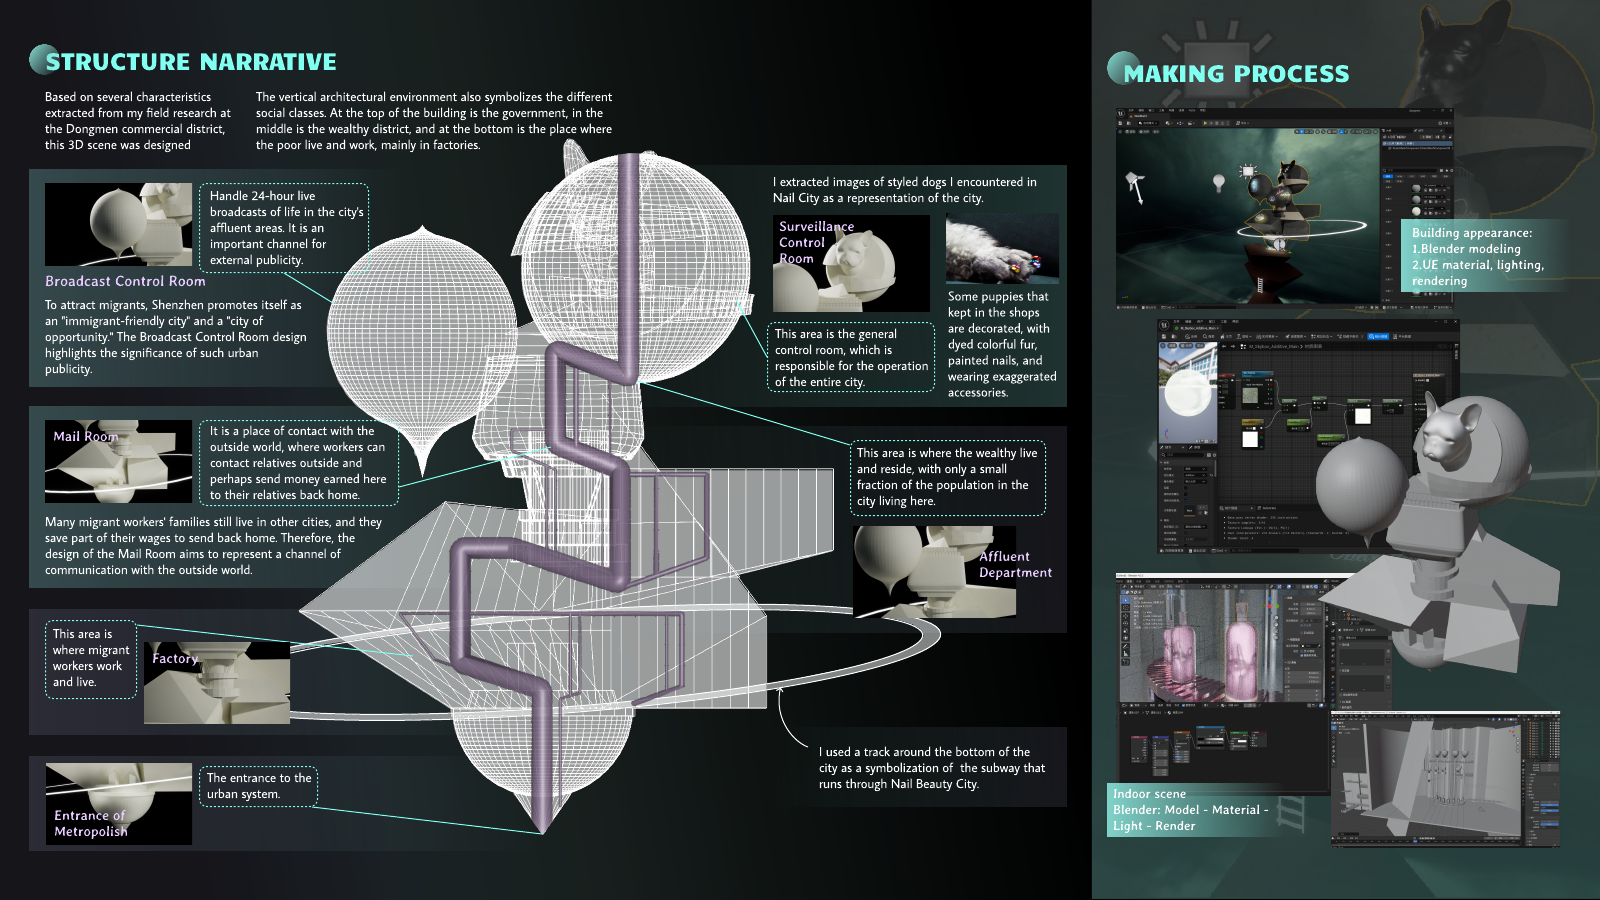 STRUCTURE NARRATIVE
Based on several characteristics
extracted from my field research at
the Dongmen commercial district,
this 3D scene was designed
The vertical architectural environment also symbolizes the different
social classes. At the top of the building is the government, in the
middle is the wealthy district, and at the bottom is the place where
the poor live and work, mainly in factories.
Handle 24-hour live
broadcasts of life in the city's
affluent areas. It is an
important channel for
external publicity.
Broadcast Control Room
To attract migrants, Shenzhen promotes itself as
an "immigrant-friendly city" and a "city of
opportunity." The Broadcast Control Room design
highlights the significance of such urban
publicity.
Mail Room
It is a place of contact with the
outside world, where workers can
contact relatives outside and
perhaps send money earned here
to their relatives back home.
Many migrant workers' families still live in other cities, and they
save part of their wages to send back home. Therefore, the
design of the Mail Room aims to represent a channel of
communication with the outside world.
This area is
where migrant
workers work
and live.
Factory
Entrance of
Metropolish
The entrance to the
urban system.
I extracted images of styled dogs I encountered in
Nail City as a representation of the city.
Surveillance
Control
Room
This area is the general
control room, which is
responsible for the operation
of the entire city.
Some puppies that
kept in the shops
are decorated, with
dyed colorful fur,
painted nails, and
wearing exaggerated
accessories.
This area is where the wealthy live
and reside, with only a small
fraction of the population in the
city living here.
Affluent
Department
I used a track around the bottom of the
city as a symbolization of  the subway that
runs through Nail Beauty City.
MAKING PROCESS
Building appearance:
1.Blender modeling
2.UE material, lighting,
rendering
Indoor scene
Blender: Model - Material -
Light - Render